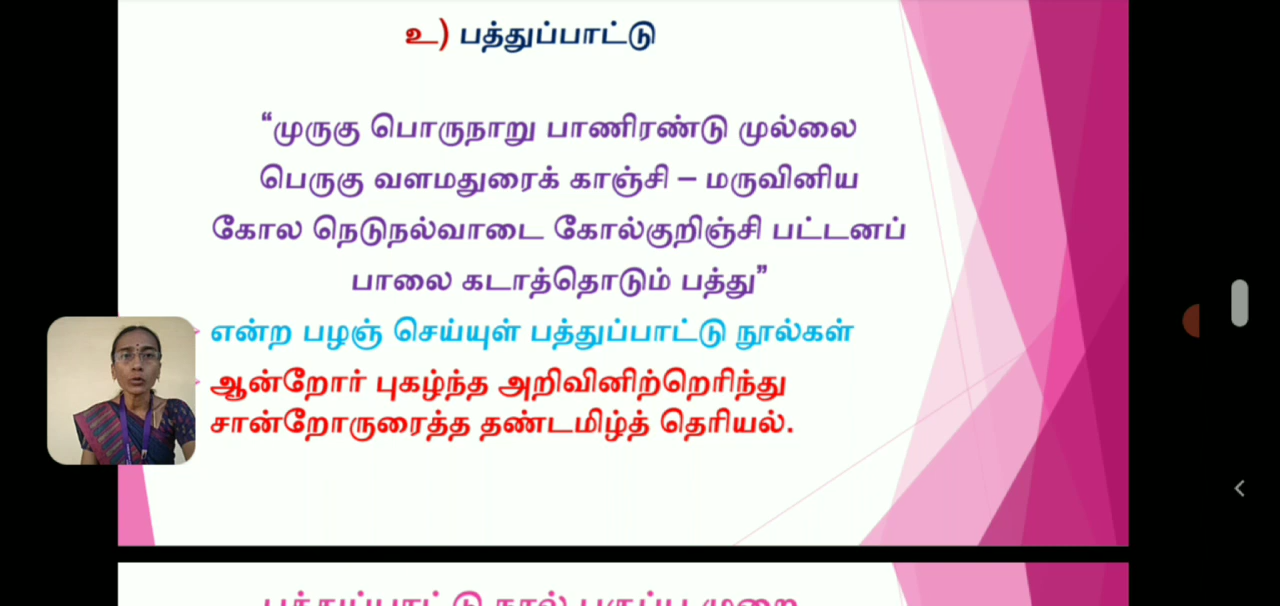 உ) பத்துப்பாட்டு
“முருகு பொருநாறு பாணிரண்டு முல்லை
பெருகு வளமதுரைக் காஞ்சி – மருவினிய
கோல நெடுநல்வாடை கோல்குறிஞ்சி பட்டனப்
பாலை கடாத்தொடும் பத்து”
என்ற பழஞ் செய்யுள் பத்துப்பாட்டு நூல்கள்
ஆன்றோர் புகழ்ந்த அறிவினிற்றெரிந்து
சான்றோருரைத்த தண்டமிழ்த் தெரியல்.
பத்துப்பாட்டு நூல்